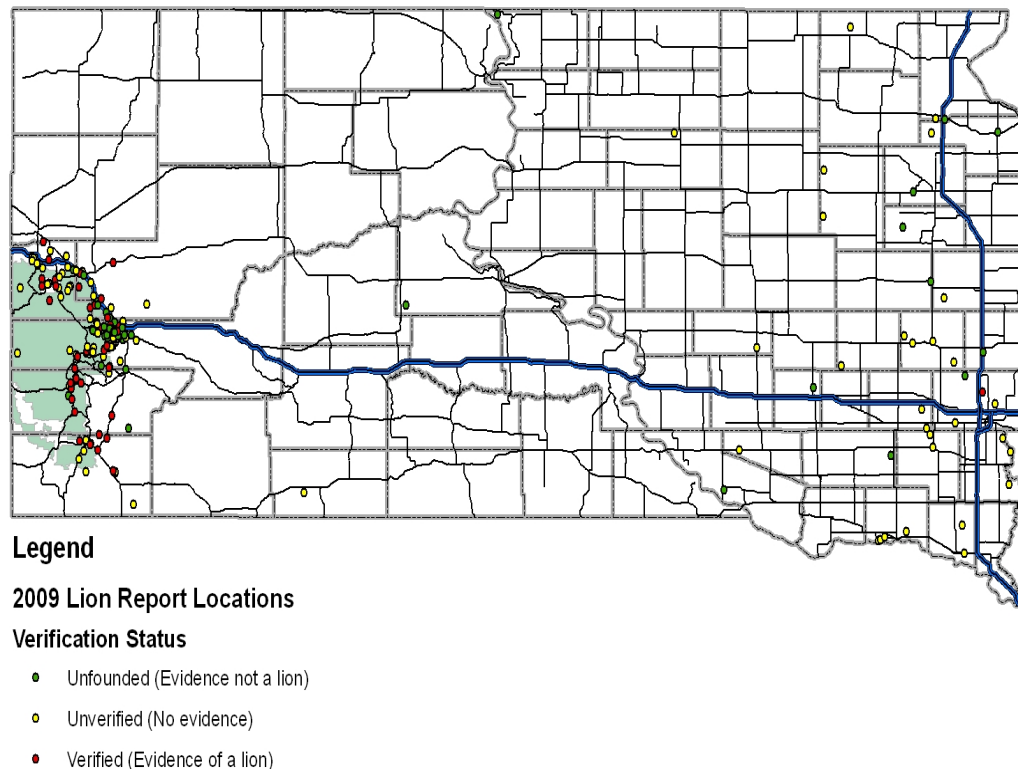 Legend
2009 Lion Report Locations
Verification Status
Unfounded (Evidence not a lion)
Unverified (No evidence)
Verified (Evidence of a lion)